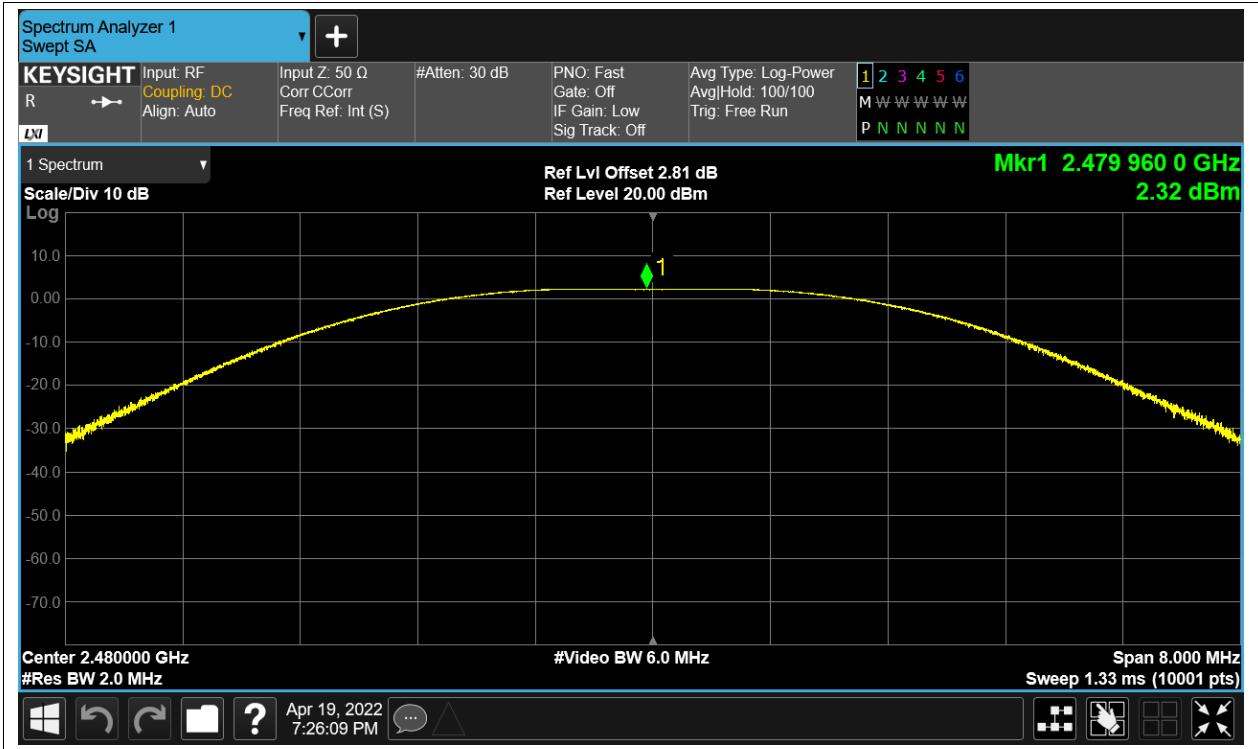 Spectrum Analyzer 1
Swept SA
KEYSIGHT
R
LXI
Input: RF
Coupling: DC
Align: Auto
Input Z: 50 Ω
Corr CCorr
Freq Ref: Int (S)
#Atten: 30 dB
PNO: Fast
Gate: Off
IF Gain: Low
Sig Track: Off
Avg Type: Log-Power
Avg|Hold: 100/100
Trig: Free Run
1 2 3 4 5 6
M W W W W W
P N N N N N
1 Spectrum
Scale/Div 10 dB
Log
Ref Lvl Offset 2.81 dB
Ref Level 20.00 dBm
Mkr1 2.479 960 0 GHz
2.32 dBm
1
10.0
0.00
-10.0
-20.0
-30.0
-40.0
-50.0
-60.0
-70.0
Center 2.480000 GHz
#Video BW 6.0 MHz
Span 8.000 MHz
#Res BW 2.0 MHz
Sweep 1.33 ms (10001 pts)
?
Apr 19, 2022
7:26:09 PM